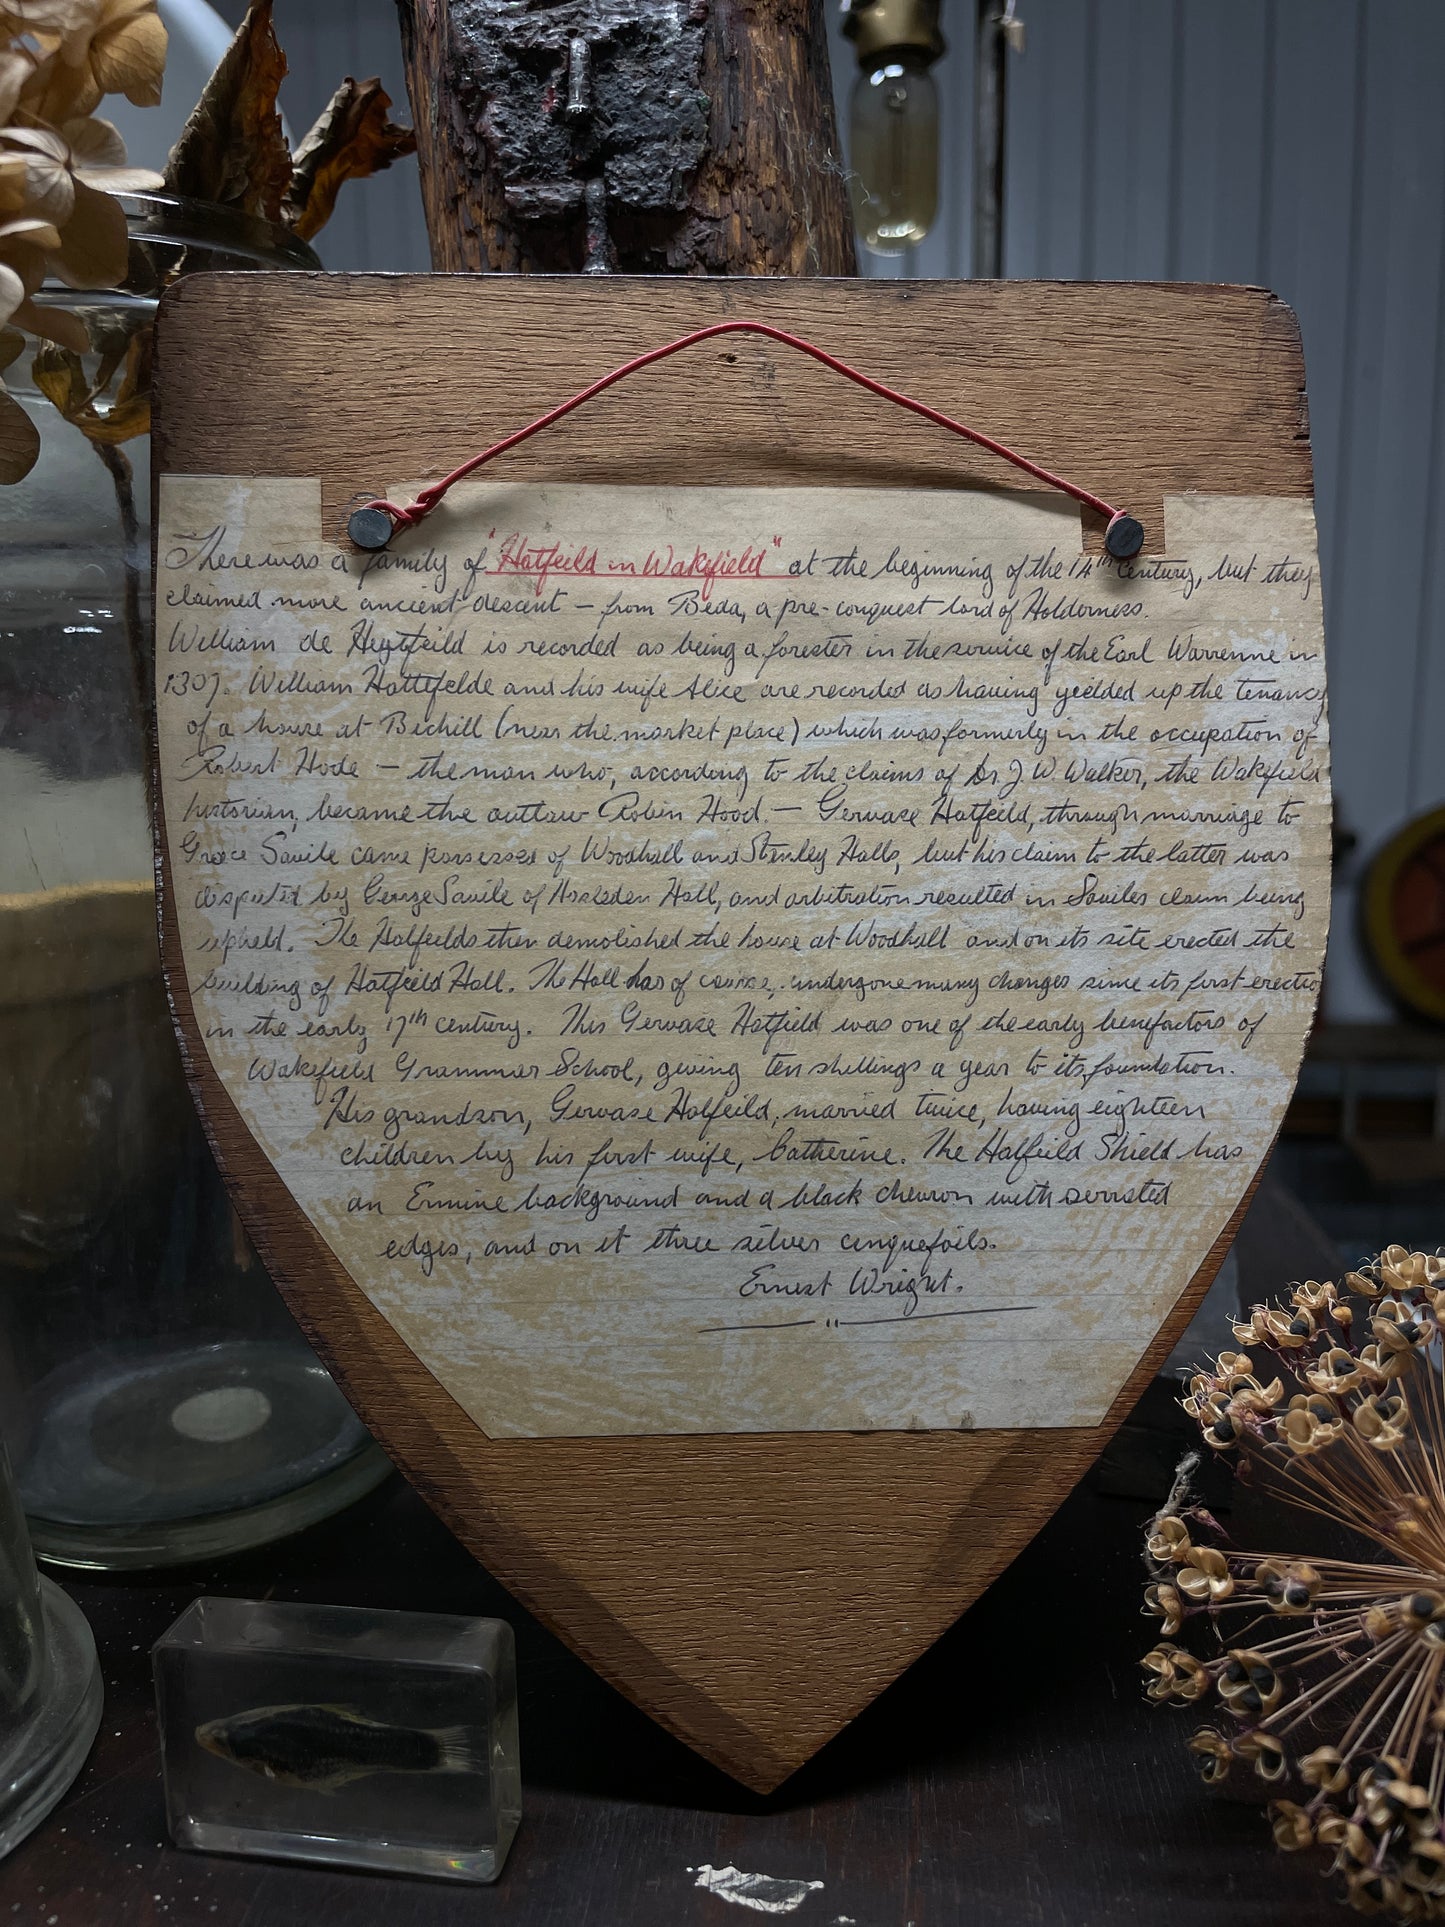 There was a family of "Hatfeild in Wakefield" at the beginning of the 14th Century, but they
claimed more ancient descent — from Beda, a pre-conquest lord of Holderness.
William de Heytfeild is recorded as being a forester in the service of the Earl Warrenne in
1307. William Hattefelde and his wife Alice are recorded as having yielded up the tenancy
of a house at Bichill (near the market place) which was formerly in the occupation of
Robert Hode — the man who, according to the claims of Dr J. W. Walker, the Wakefield
historian, became the outlaw Robin Hood. — Gervase Hatfeild, through marriage to
Grace Savile came possessed of Woodhall and Stanley Halls, but his claim to the latter was
disputed by George Savile of Hasleden Hall, and arbitration resulted in Saviles claim being
upheld. The Hatfeilds then demolished the house at Woodhall and on its site erected the
building of Hatfeild Hall. The Hall has of course, undergone many changes since its first erection
in the early 17th century. This Gervase Hatfield was one of the early benefactors of
Wakefield Grammar School, giving ten shillings a year to its foundation.
His grandson, Gervase Hatfeild, married twice, having eighteen
children by his first wife, Catherine. The Hatfeild Shield has
an Ermine background and a black chevron with serrated
edges, and on it three silver cinquefoils.
Ernest Wright.